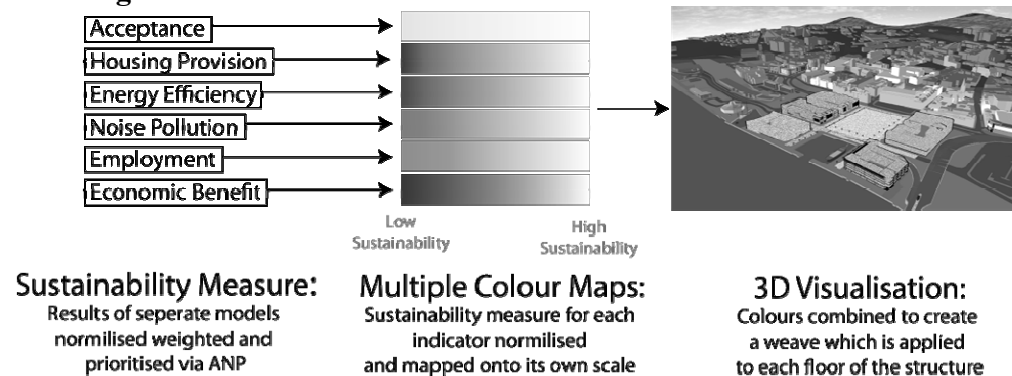 Acceptance
Housing Provision
Energy Efficiency
Noise Pollution
Employment
Economic Benefit
Low
Sustainability
High
Sustainability
Sustainability Measure:
Results of seperate models
normilised weighted and
prioritised via ANP
Multiple Colour Maps:
Sustainability measure for each
indicator normilised
and mapped onto its own scale
3D Visualisation:
Colours combined to create
a weave which is applied
to each floor of the structure